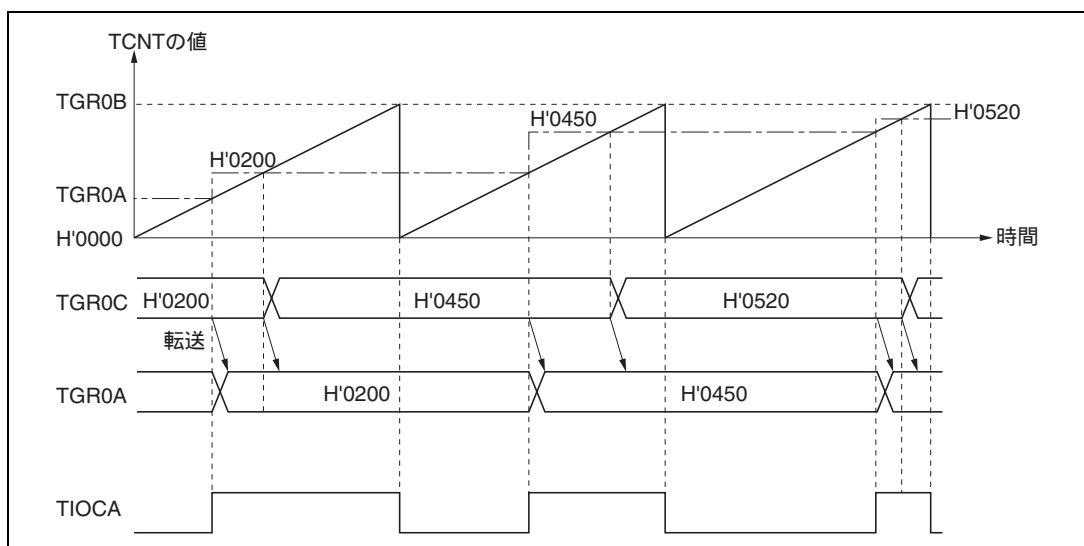 TCNTの値
TGR0B
H'0450
H'0520
H'0200
TGR0A
H'0000
時間
TGR0C
H'0200
H'0450
H'0520
転送
TGR0A
H'0200
H'0450
TIOCA